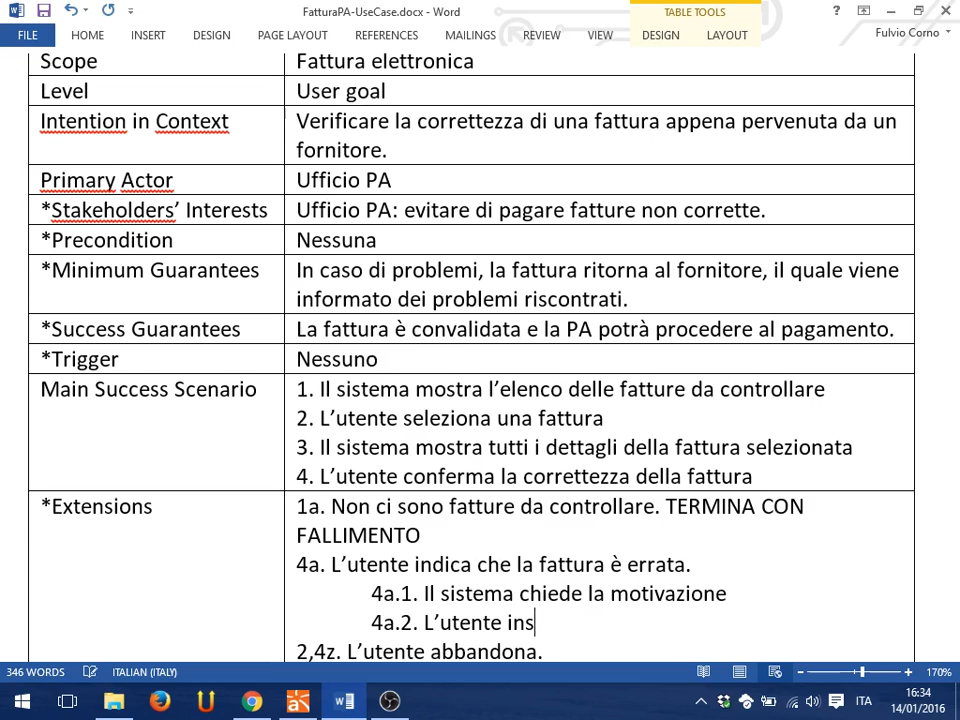 FatturaPA-UseCase.docx - Word
TABLE TOOLS
FILE HOME INSERT DESIGN PAGE LAYOUT REFERENCES MAILINGS REVIEW VIEW DESIGN LAYOUT Fulvio Corno
Scope Fattura elettronica
Level User goal
Intention in Context Verificare la correttezza di una fattura appena pervenuta da un
fornitore.
Primary Actor Ufficio PA
*Stakeholders’ Interests Ufficio PA: evitare di pagare fatture non corrette.
*Precondition Nessuna
*Minimum Guarantees In caso di problemi, la fattura ritorna al fornitore, il quale viene
informato dei problemi riscontrati.
*Success Guarantees La fattura è convalidata e la PA potrà procedere al pagamento.
*Trigger Nessuno
Main Success Scenario 1. Il sistema mostra l’elenco delle fatture da controllare
2. L’utente seleziona una fattura
3. Il sistema mostra tutti i dettagli della fattura selezionata
4. L’utente conferma la correttezza della fattura
*Extensions 1a. Non ci sono fatture da controllare. TERMINA CON
FALLIMENTO
4a. L’utente indica che la fattura è errata.
4a.1. Il sistema chiede la motivazione
4a.2. L’utente ins
2,4z. L’utente abbandona.
346 WORDS ITALIAN (ITALY) 170%
ITA 16:34
14/01/2016